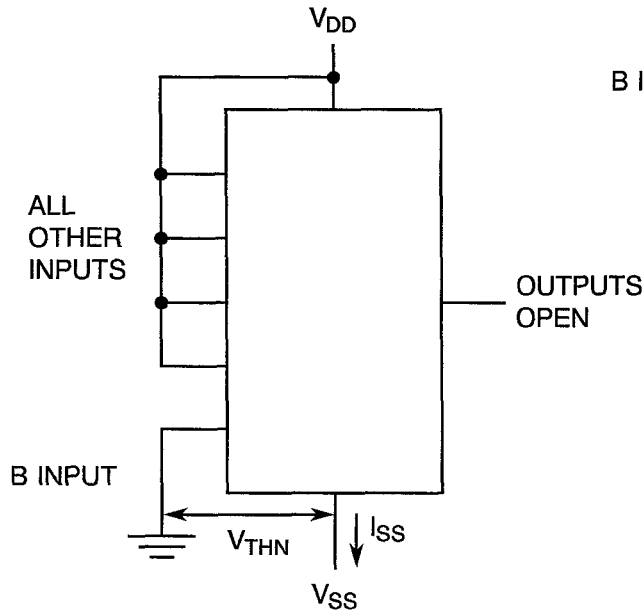 VDD
B I
ALL
OTHER
INPUTS
OUTPUTS
OPEN
B INPUT
VTHN
ISS
VSS